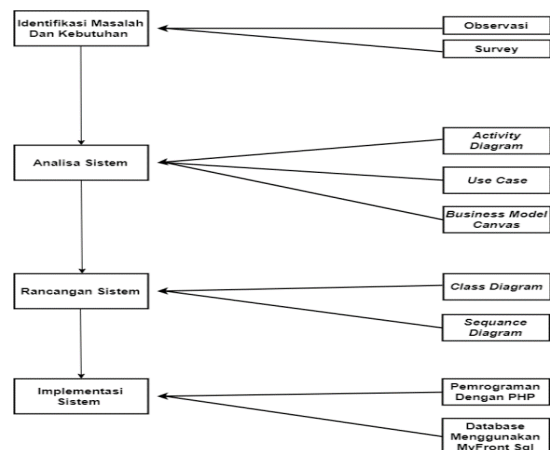 Identifikasi Masalah
Dan Kebutuhan
Observasi
Survey
Analisa Sistem
Activity
Diagram
Use Case
Business Model
Canvas
Rancangan Sistem
Class Diagram
Sequance
Diagram
Implementasi
Sistem
Pemrograman
Dengan PHP
Database
Menggunakan
MyFront Sql